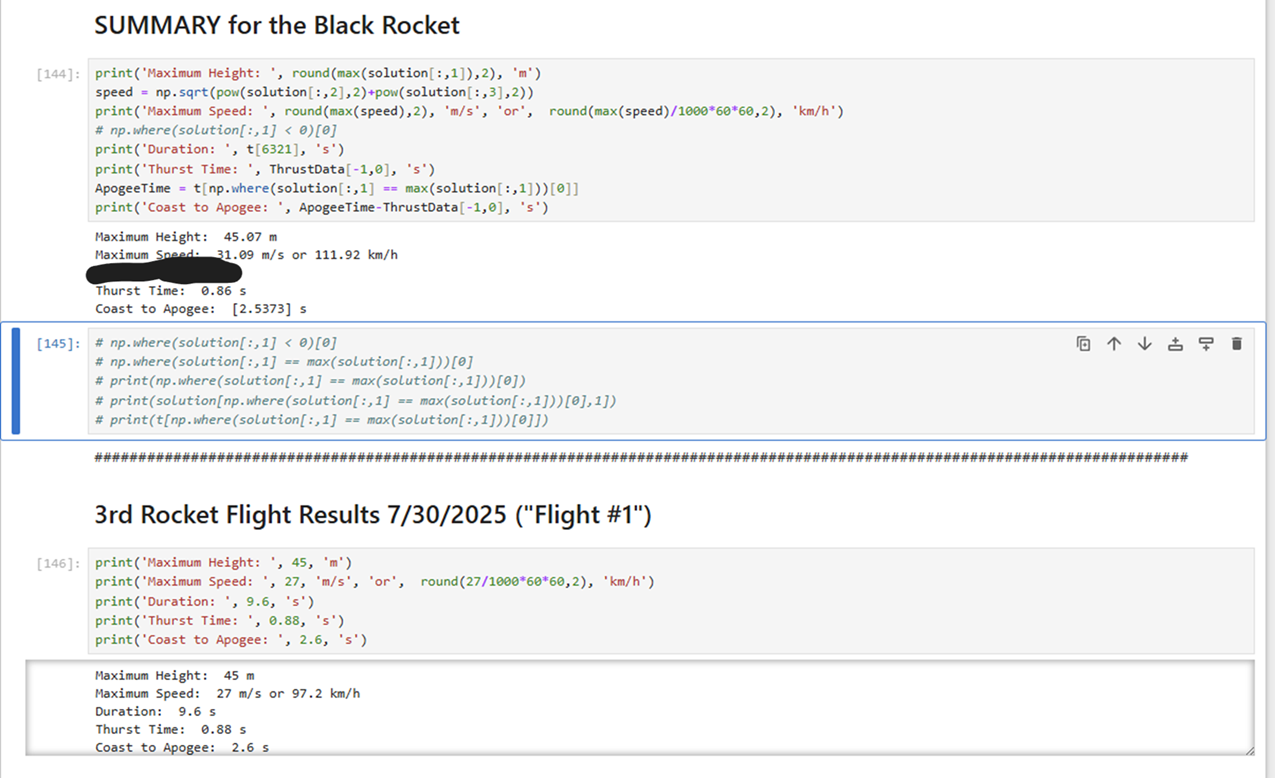 SUMMARY for the Black Rocket
[144]: print('Maximum Height: ', round(max(solution[:,1]),2), 'm')
speed = np.sqrt(pow(solution[:,2],2)+pow(solution[:,3],2))
print('Maximum Speed: ', round(max(speed),2), 'm/s', 'or',  round(max(speed)/1000*60*60,2), 'km/h')
# np.where(solution[:,1] < 0)[0]
print('Duration: ', t[6321], 's')
print('Thurst Time: ', ThrustData[-1,0], 's')
ApogeeTime = t[np.where(solution[:,1] == max(solution[:,1]))[0]]
print('Coast to Apogee: ', ApogeeTime-ThrustData[-1,0], 's')
Maximum Height:  45.07 m
Maximum Speed:  31.09 m/s or 111.92 km/h
Thurst Time:  0.86 s
Coast to Apogee:  [2.5373] s
[145]: # np.where(solution[:,1] < 0)[0]
# np.where(solution[:,1] == max(solution[:,1]))[0]
# print(np.where(solution[:,1] == max(solution[:,1]))[0])
# print(solution[np.where(solution[:,1] == max(solution[:,1]))[0],1])
# print(t[np.where(solution[:,1] == max(solution[:,1]))[0]])
###########################################################################################################################
3rd Rocket Flight Results 7/30/2025 ("Flight #1")
[146]: print('Maximum Height: ', 45, 'm')
print('Maximum Speed: ', 27, 'm/s', 'or',  round(27/1000*60*60,2), 'km/h')
print('Duration: ', 9.6, 's')
print('Thurst Time: ', 0.88, 's')
print('Coast to Apogee: ', 2.6, 's')
Maximum Height:  45 m
Maximum Speed:  27 m/s or 97.2 km/h
Duration:  9.6 s
Thurst Time:  0.88 s
Coast to Apogee:  2.6 s